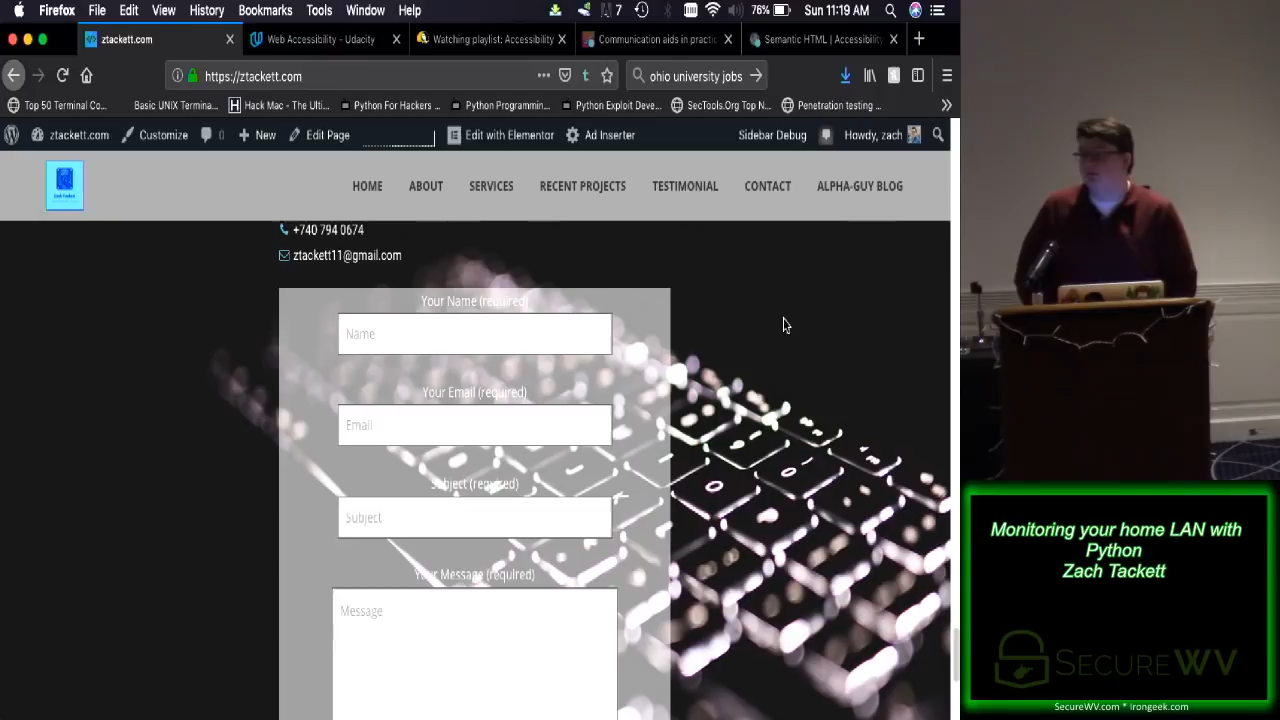 Firefox File Edit View History Bookmarks Tools Window Help 7 76% Sun 11:19 AM
ztackett.com Web Accessibility - Udacity Watching playlist: Accessibility Communication aids in practic Semantic HTML | Accessibility
https://ztackett.com ohio university jobs
Top 50 Terminal Co... Basic UNIX Termina... Hack Mac - The Ulti... Python For Hackers ... Python Programmin... Python Exploit Deve... SecTools.Org Top N... Penetration testing ...
ztackett.com Customize 0 New Edit Page Edit with Elementor Ad Inserter Sidebar Debug Howdy, zach
HOME ABOUT SERVICES RECENT PROJECTS TESTIMONIAL CONTACT ALPHA-GUY BLOG
+740 794 0674
ztackett11@gmail.com
Your Name (required)
Name
Your Email (required)
Email
Subject (required)
Subject
Your Message (required)
Message
Monitoring your home LAN with
Python
Zach Tackett
SECUREWV
SecureWV.com * Irongeek.com